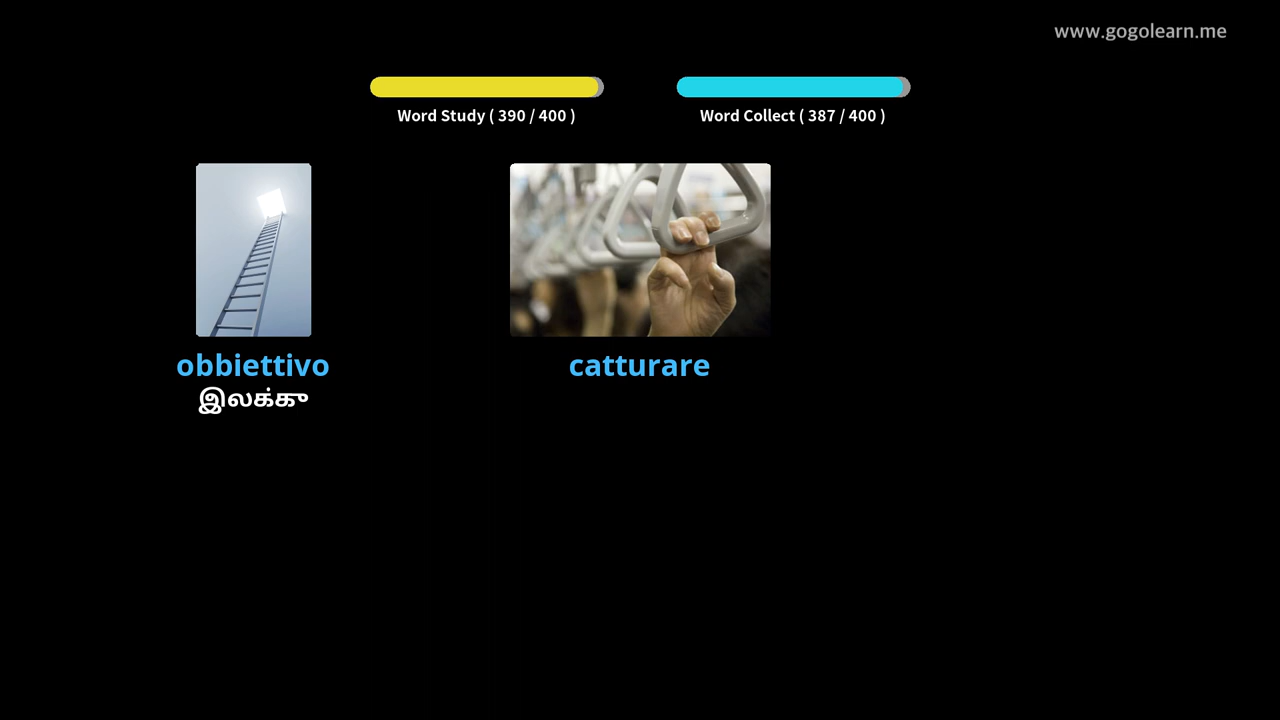 www.gogolearn.me
Word Study ( 390 / 400 )
Word Collect ( 387 / 400 )
obbiettivo
இலக்கு
catturare